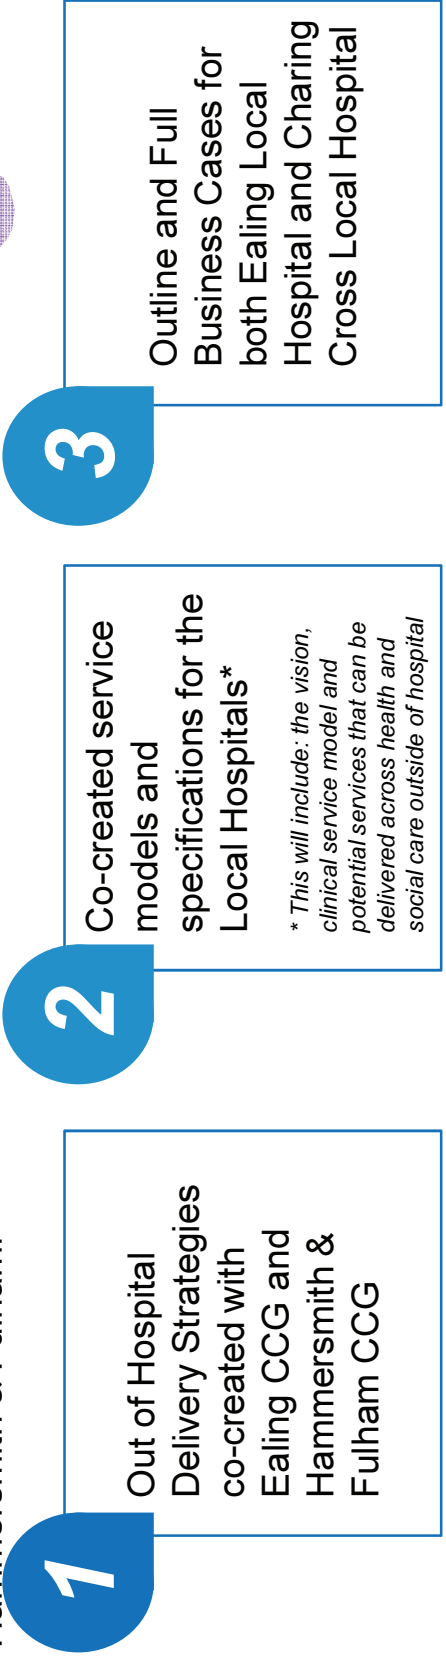 1
Out of Hospital
Delivery Strategies
co-created with
Ealing CCG and
Hammersmith &
Fulham CCG
2
Co-created service
models and
specifications for the
Local Hospitals*
* This will include: the vision,
clinical service model and
potential services that can be
delivered across health and
social care outside of hospital
3
Outline and Full
Business Cases for
both Ealing Local
Hospital and Charing
Cross Local Hospital